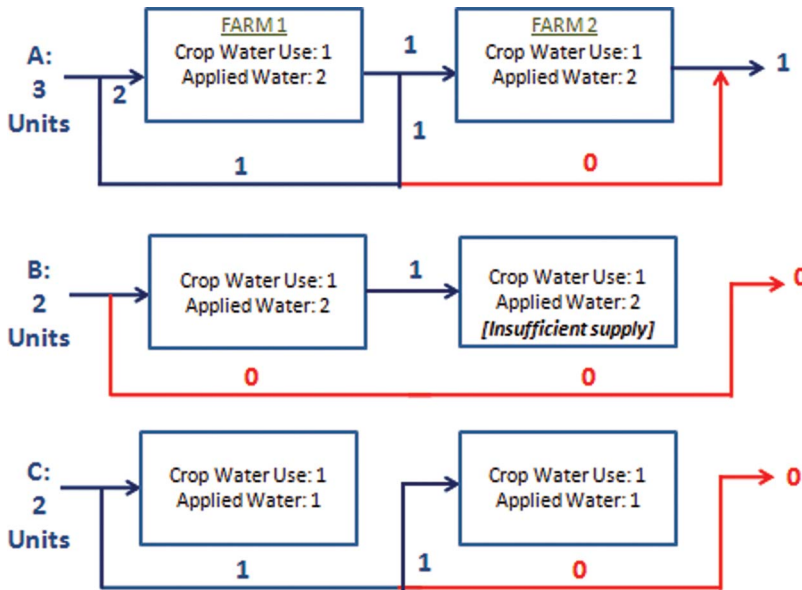 FARM 1
FARM 2
A:
3
Units
2
Crop Water Use: 1
Applied Water: 2
1
1
Crop Water Use: 1
Applied Water: 2
1
1
0
B:
2
Units
Crop Water Use: 1
Applied Water: 2
1
Crop Water Use: 1
Applied Water: 2
[Insufficient supply]
0
0
0
C:
2
Units
Crop Water Use: 1
Applied Water: 1
Crop Water Use: 1
Applied Water: 1
0
1
1
0